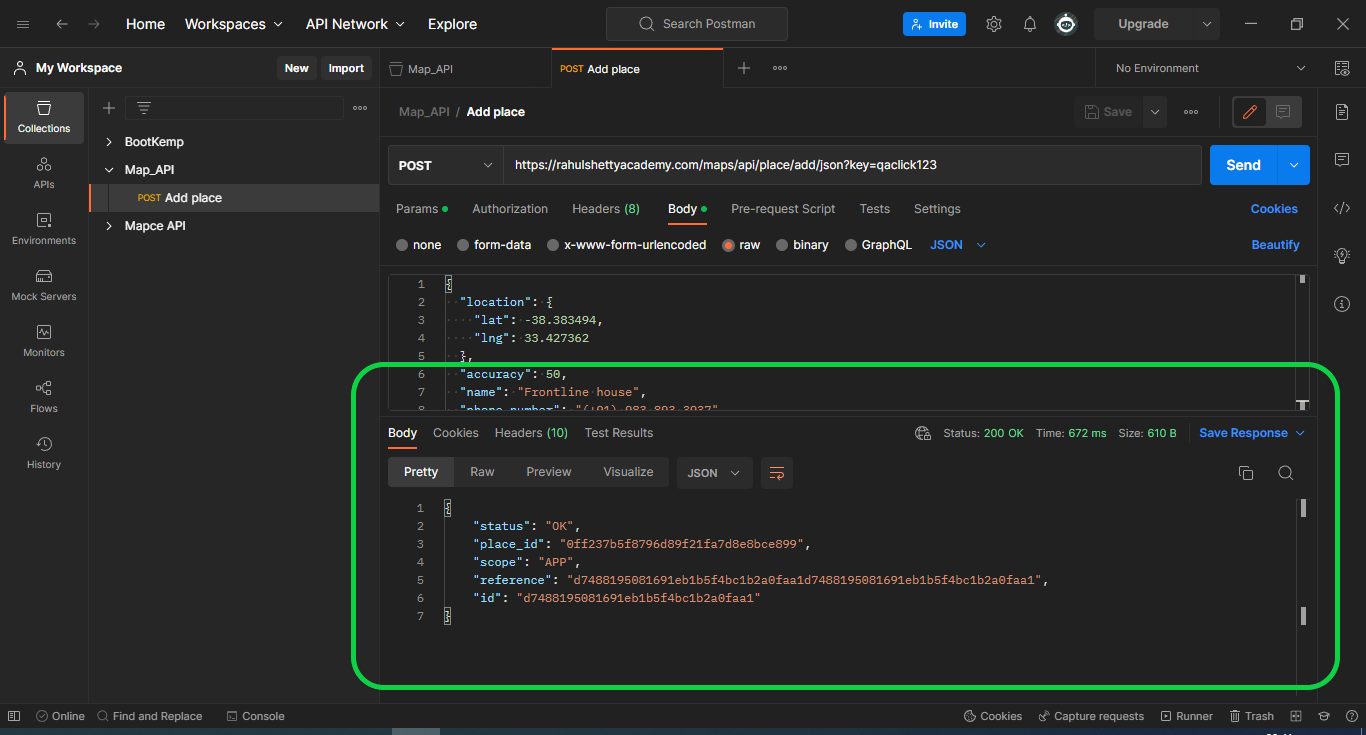 Home Workspaces API Network Explore Search Postman Invite Upgrade
My Workspace New Import Map_API POST Add place No Environment
Collections
APIs
Environments
Mock Servers
Monitors
Flows
History
BootKemp
Map_API
POST Add place
Mapce API
Map_API / Add place Save
POST https://rahulshettyacademy.com/maps/api/place/add/json?key=qaclick123 Send
Params Authorization Headers (8) Body Pre-request Script Tests Settings Cookies
none form-data x-www-form-urlencoded raw binary GraphQL JSON Beautify
1 {
2 "location": {
3 "lat": -38.383494,
4 "lng": 33.427362
5 },
6 "accuracy": 50,
7 "name": "Frontline house",
8 "phone_number": "(+91) 983 893 3937"
Body Cookies Headers (10) Test Results Status: 200 OK Time: 672 ms Size: 610 B Save Response
Pretty Raw Preview Visualize JSON
1 {
2 "status": "OK",
3 "place_id": "0ff237b5f8796d89f21fa7d8e8bce899",
4 "scope": "APP",
5 "reference": "d7488195081691eb1b5f4bc1b2a0faa1d7488195081691eb1b5f4bc1b2a0faa1",
6 "id": "d7488195081691eb1b5f4bc1b2a0faa1"
7 }
Online Find and Replace Console Cookies Capture requests Runner Trash